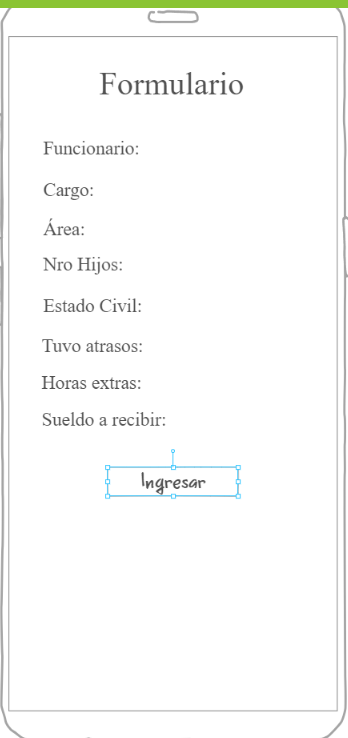 Formulario
Funcionario:
Cargo:
Área:
Nro Hijos:
Estado Civil:
Tuvo atrasos:
Horas extras:
Sueldo a recibir:
Ingresar